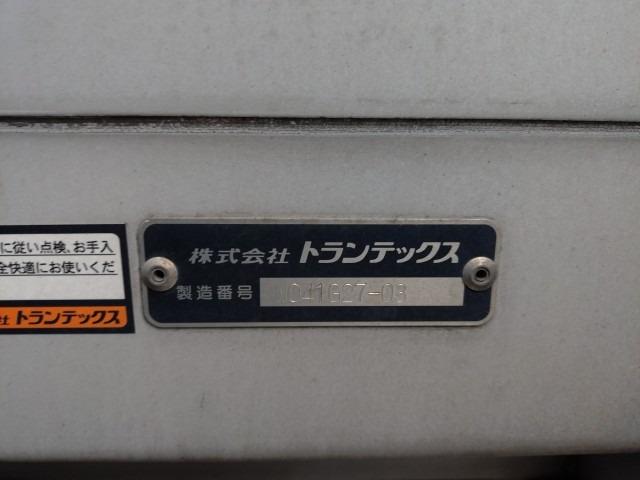 に従い点検、お手入
全快適にお使いくだ
社 トランテックス
株式会社 トランテックス
製造番号